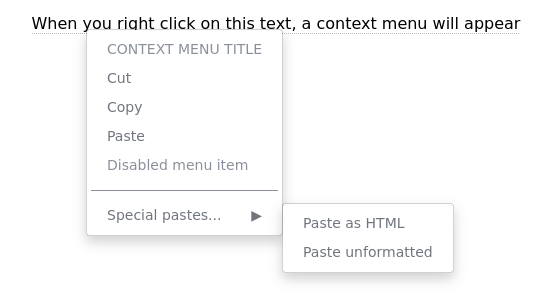 When you right click on this text, a context menu will appear
CONTEXT MENU TITLE
Cut
Copy
Paste
Disabled menu item
Special pastes... ▶
Paste as HTML
Paste unformatted